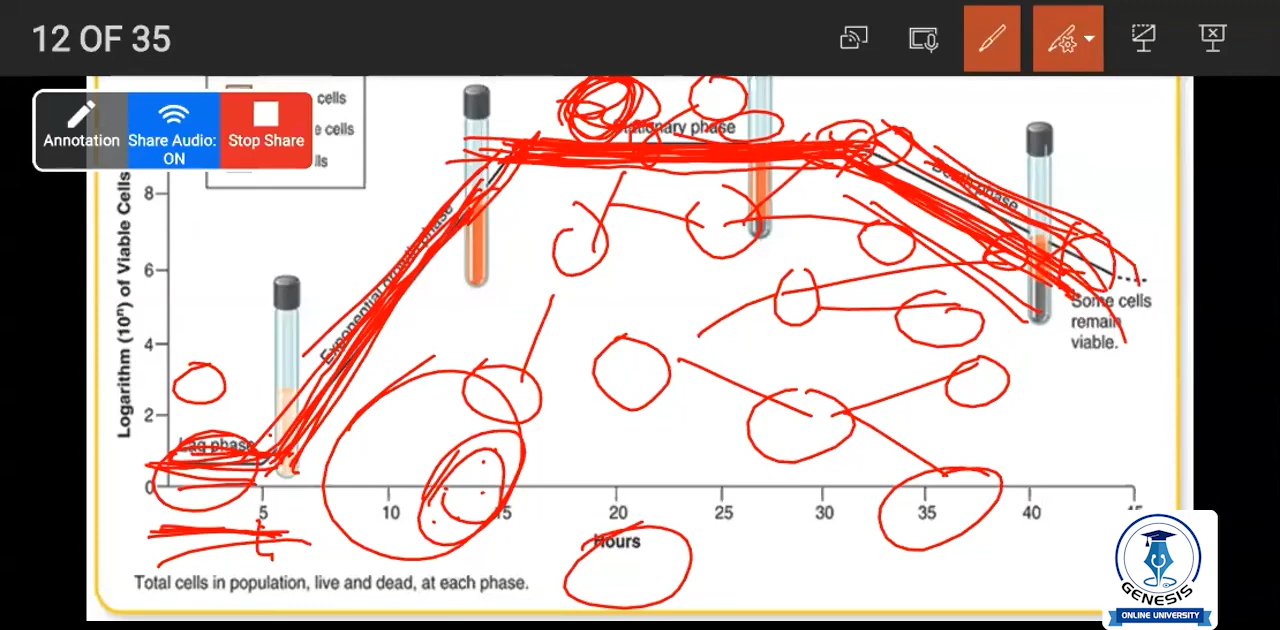 12 OF 35
Annotation
Share Audio: ON
Stop Share
cells
e cells
lls
Stationary phase
Death phase
Exponential growth phase
Lag phase
Logarithm (10ⁿ) of Viable Cells
8
6
4
2
0
5 10 15 20 25 30 35 40 45
Hours
Some cells
remain
viable.
Total cells in population, live and dead, at each phase.
GENESIS
ONLINE UNIVERSITY